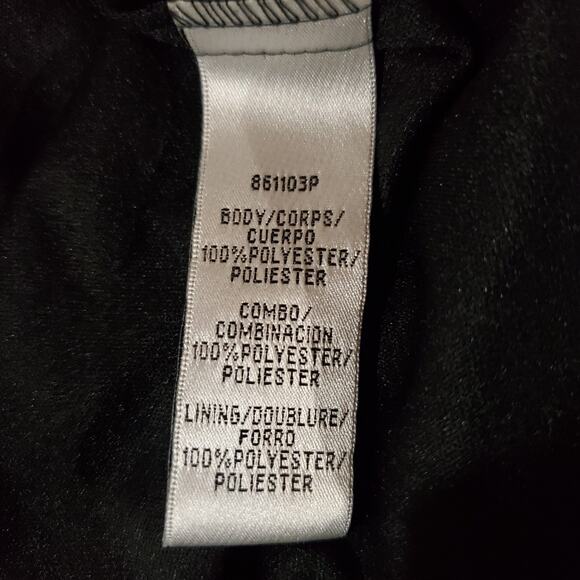 861103P
BODY/CORPS/
CUERPO
100%POLYESTER/
POLIESTER
COMBO/
COMBINACION
100%POLYESTER/
POLIESTER
LINING/DOUBLURE/
FORRO
100%POLYESTER/
POLIESTER